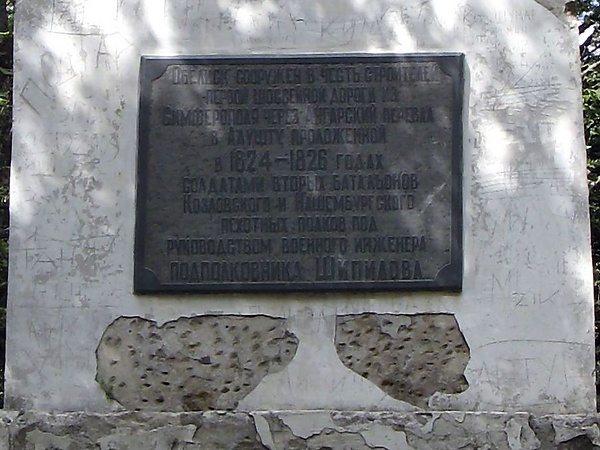 Обелиск сооружен в честь строителей
первой шоссейной дороги из
Симферополя через Ангарский перевал
в Алушту, проложенной
в 1824-1826 годах
солдатами вторых батальонов
Козловского и Нашембургского
пехотных полков под
руководством военного инженера
подполковника Шипилова